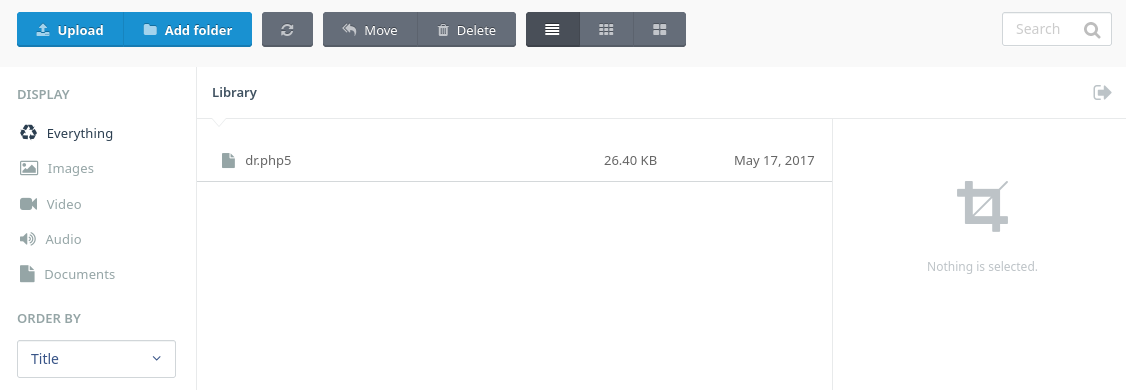 Upload Add folder Move Delete Search
DISPLAY
Library
Everything
Images
Video
Audio
Documents
ORDER BY
Title
dr.php5 26.40 KB May 17, 2017
Nothing is selected.